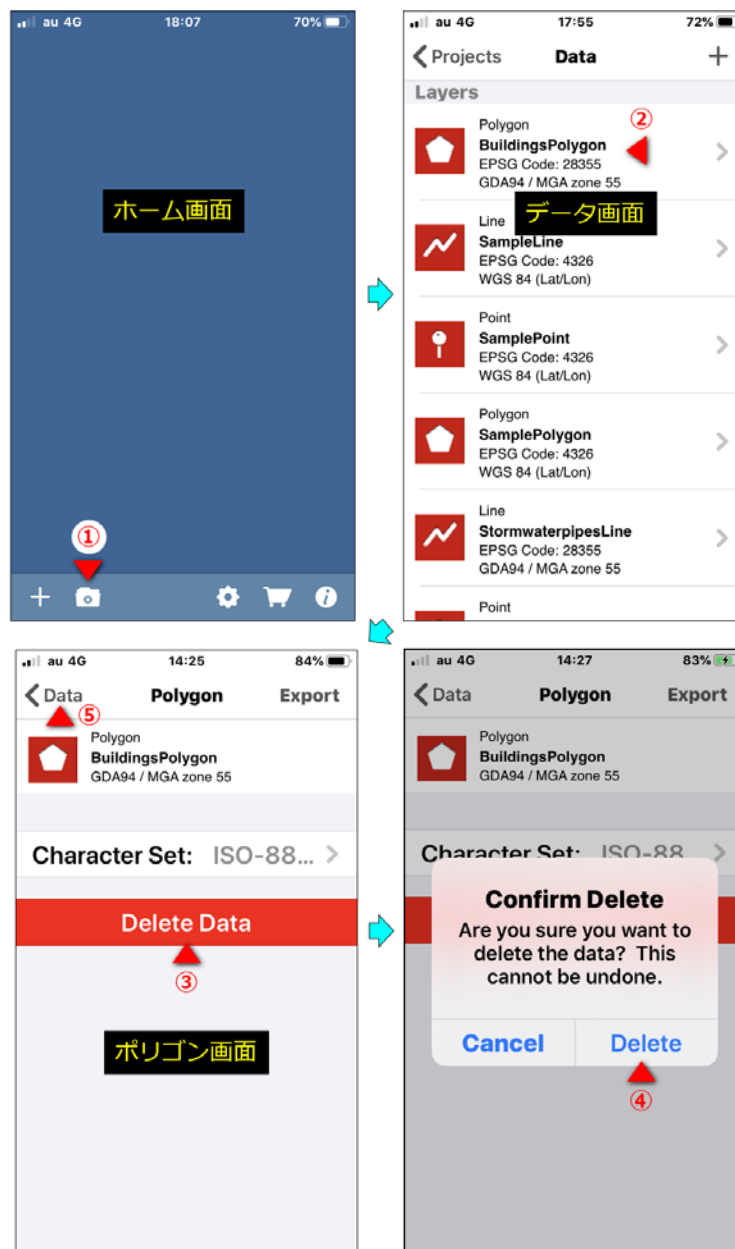 au 4G 18:07 70%
ホーム画面
①
au 4G 17:55 72%
Projects Data +
Layers
Polygon
②
BuildingsPolygon
EPSG Code: 28355
GDA94 / MGA zone 55
データ画面
Line
SampleLine
EPSG Code: 4326
WGS 84 (Lat/Lon)
Point
SamplePoint
EPSG Code: 4326
WGS 84 (Lat/Lon)
Polygon
SamplePolygon
EPSG Code: 4326
WGS 84 (Lat/Lon)
Line
StormwaterpipesLine
EPSG Code: 28355
GDA94 / MGA zone 55
Point
au 4G 14:25 84%
Data Polygon Export
⑤
Polygon
BuildingsPolygon
GDA94 / MGA zone 55
Character Set: ISO-88...
Delete Data
③
ポリゴン画面
au 4G 14:27 83%
Data Polygon Export
Polygon
BuildingsPolygon
GDA94 / MGA zone 55
Character Set: ISO-88
Confirm Delete
Are you sure you want to
delete the data? This
cannot be undone.
Cancel Delete
④